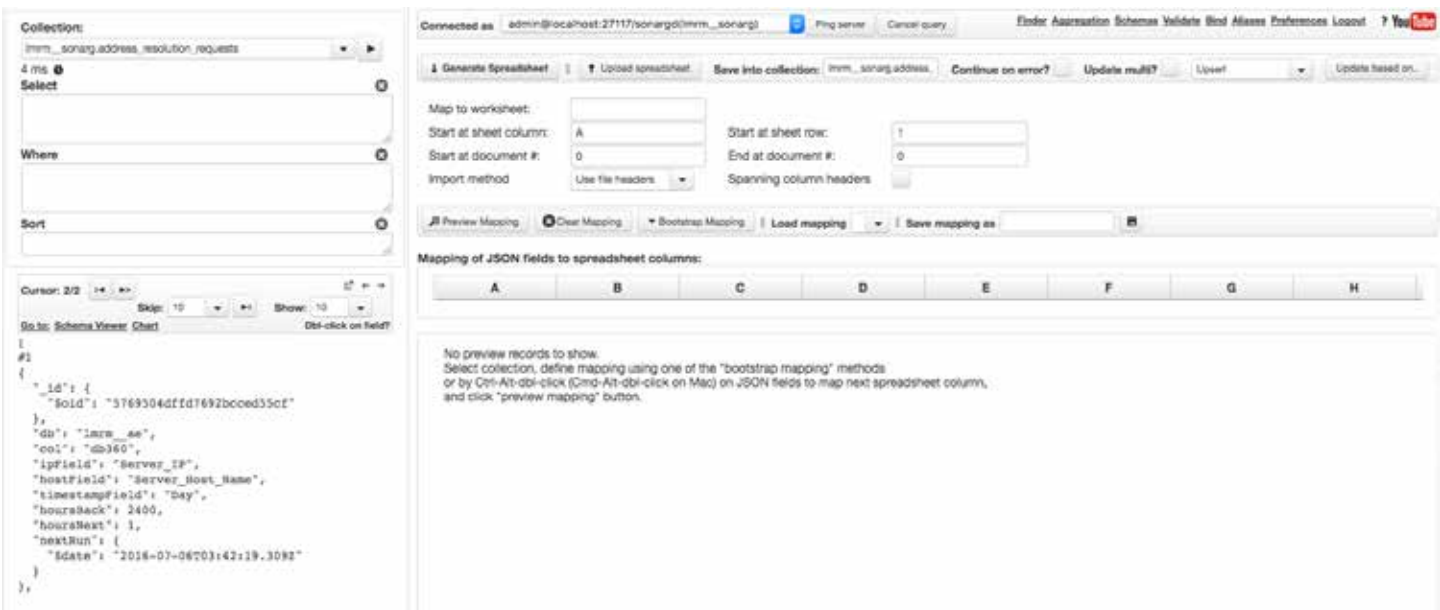 Collection:
lmrm__sonarg.address_resolution_requests
4 ms
Select
Where
Sort
Cursor: 2/2
Skip: 10 Show: 10
Go to: Schema Viewer Chart Dbl-click on field?
[
#1
{
"_id": {
"$oid":
},
"db": "lmrm__ae",
"col": "db360",
"ipField": "Server_IP",
"hostField": "Server_Host_Name",
"timestampField": "Day",
"hoursBack": 2400,
"hoursNext": 1,
"nextRun": {
"$date": "2016-07-06T03:42:19.309Z"
}
},
Connected as admin@localhost:27117/sonargd(lmrm__sonarg) Ping server Cancel query Finder Aggregation Schemas Validate Bind Aliases Preferences Logout ? YouTube
Generate Spreadsheet | Upload spreadsheet Save into collection: lmrm__sonarg.address. Continue on error? Update multi? Upsert Update based on...
Map to worksheet:
Start at sheet column: A Start at sheet row: 1
Start at document #: 0 End at document #: 0
Import method Use file headers Spanning column headers
Preview Mapping Clear Mapping Bootstrap Mapping | Load mapping | Save mapping as
Mapping of JSON fields to spreadsheet columns:
A B C D E F G H
No preview records to show.
Select collection, define mapping using one of the "bootstrap mapping" methods
or by Ctrl-Alt-dbl-click (Cmd-Alt-dbl-click on Mac) on JSON fields to map next spreadsheet column,
and click "preview mapping" button.